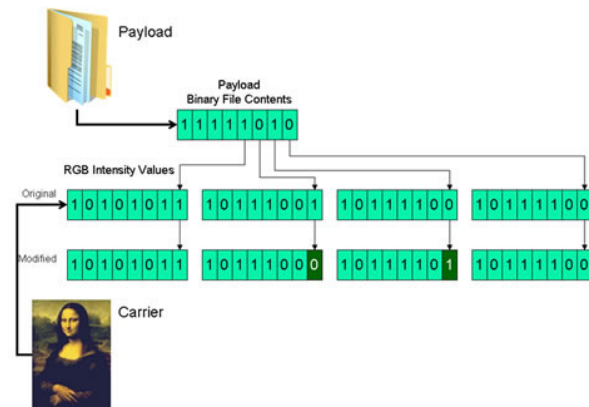 Payload
Payload
Binary File Contents
1 1 1 1 1 0 1 0
RGB Intensity Values
Original
1 0 1 0 1 0 1 1
1 0 1 1 1 0 0 1
1 0 1 1 1 1 0 0
1 0 1 1 1 1 0 0
Modified
1 0 1 0 1 0 1 1
1 0 1 1 1 0 0 0
1 0 1 1 1 1 0 1
1 0 1 1 1 1 0 0
Carrier